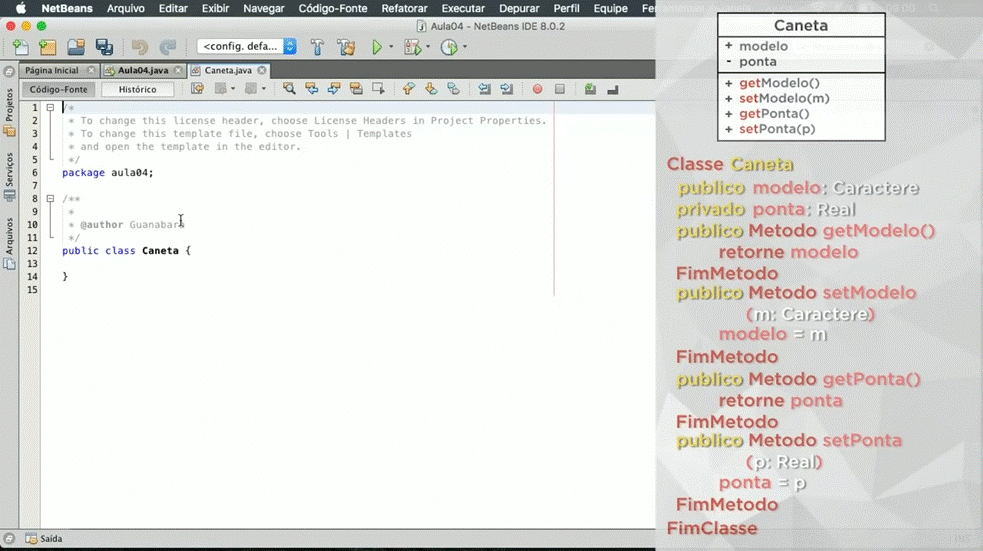 NetBeans Arquivo Editar Exibir Navegar Código-Fonte Refatorar Executar Depurar Perfil Equipe
Aula04 - NetBeans IDE 8.0.2
<config. defa...
Página Inicial Aula04.java Caneta.java
Código-Fonte Histórico
Projetos
Serviços
Arquivos
1 /*
2 * To change this license header, choose License Headers in Project Properties.
3 * To change this template file, choose Tools | Templates
4 * and open the template in the editor.
5 */
6 package aula04;
7
8 /**
9 *
10 * @author Guanabara
11 */
12 public class Caneta {
13
14 }
15
Saída
Caneta
+ modelo
- ponta
+ getModelo()
+ setModelo(m)
+ getPonta()
+ setPonta(p)
Classe Caneta
publico modelo: Caractere
privado ponta: Real
publico Metodo getModelo()
retorne modelo
FimMetodo
publico Metodo setModelo
(m: Caractere)
modelo = m
FimMetodo
publico Metodo getPonta()
retorne ponta
FimMetodo
publico Metodo setPonta
(p: Real)
ponta = p
FimMetodo
FimClasse
INS